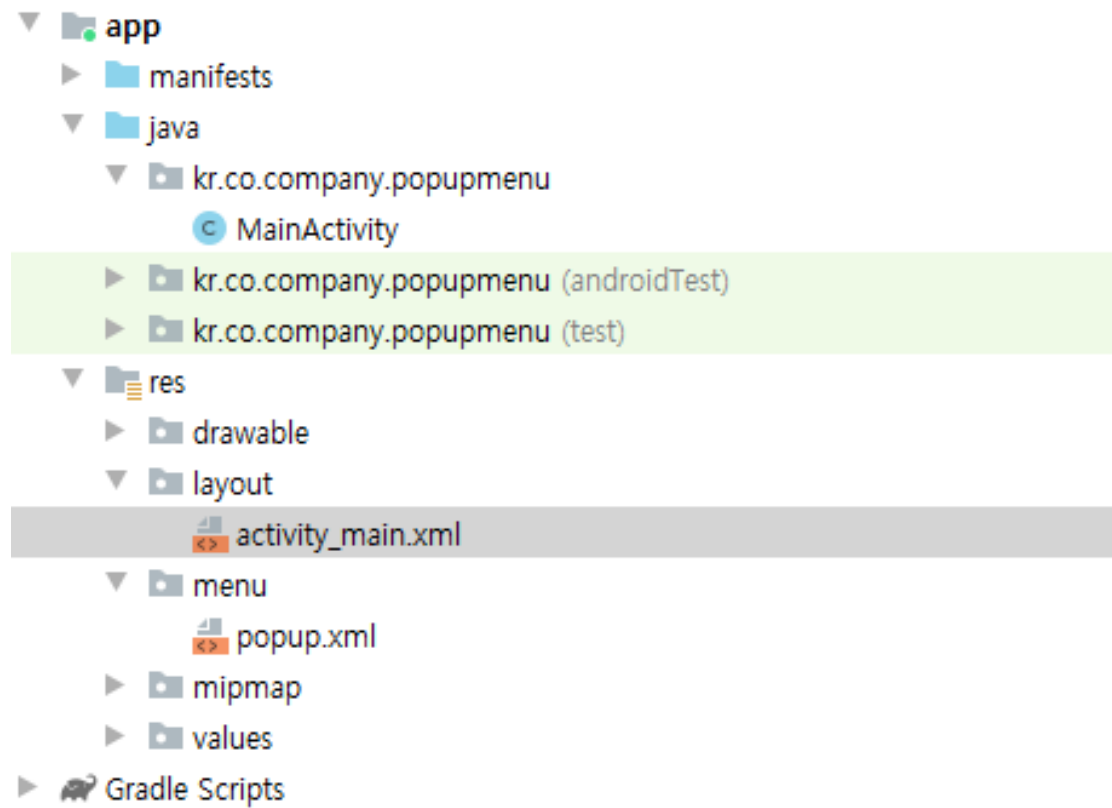 app
manifests
java
kr.co.company.popupmenu
C MainActivity
kr.co.company.popupmenu (androidTest)
kr.co.company.popupmenu (test)
res
drawable
layout
activity_main.xml
menu
popup.xml
mipmap
values
Gradle Scripts